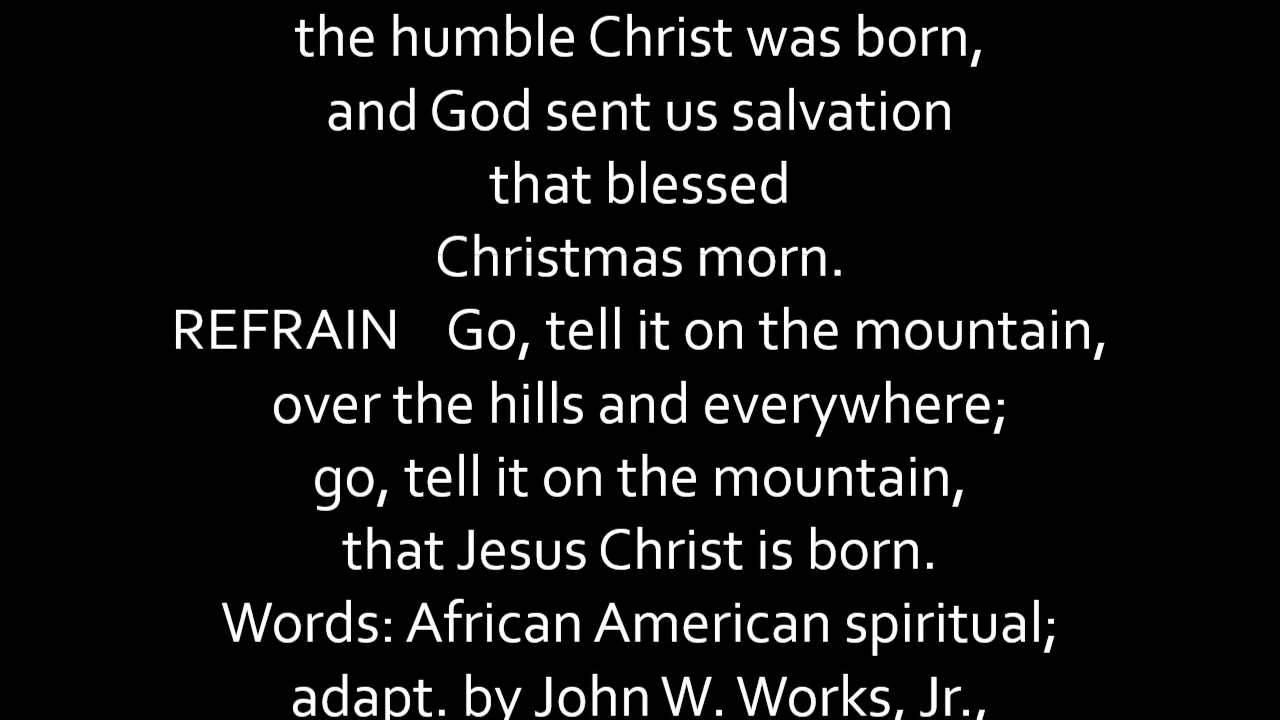 the humble Christ was born,
and God sent us salvation
that blessed
Christmas morn.
REFRAIN    Go, tell it on the mountain,
over the hills and everywhere;
go, tell it on the mountain,
that Jesus Christ is born.
Words: African American spiritual;
adapt. by John W. Works, Jr.,